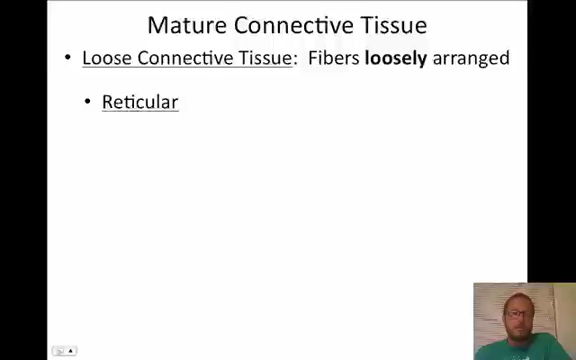 Mature Connective Tissue
• Loose Connective Tissue: Fibers loosely arranged
• Reticular